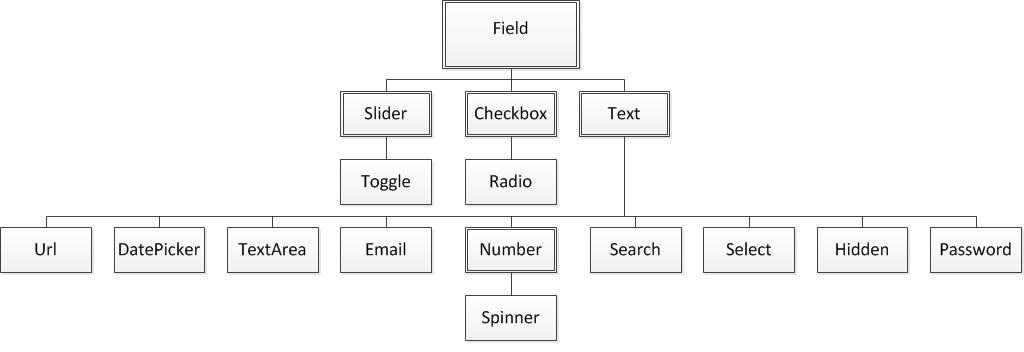 Field
Slider
Checkbox
Text
Toggle
Radio
Url
DatePicker
TextArea
Email
Number
Search
Select
Hidden
Password
Spinner